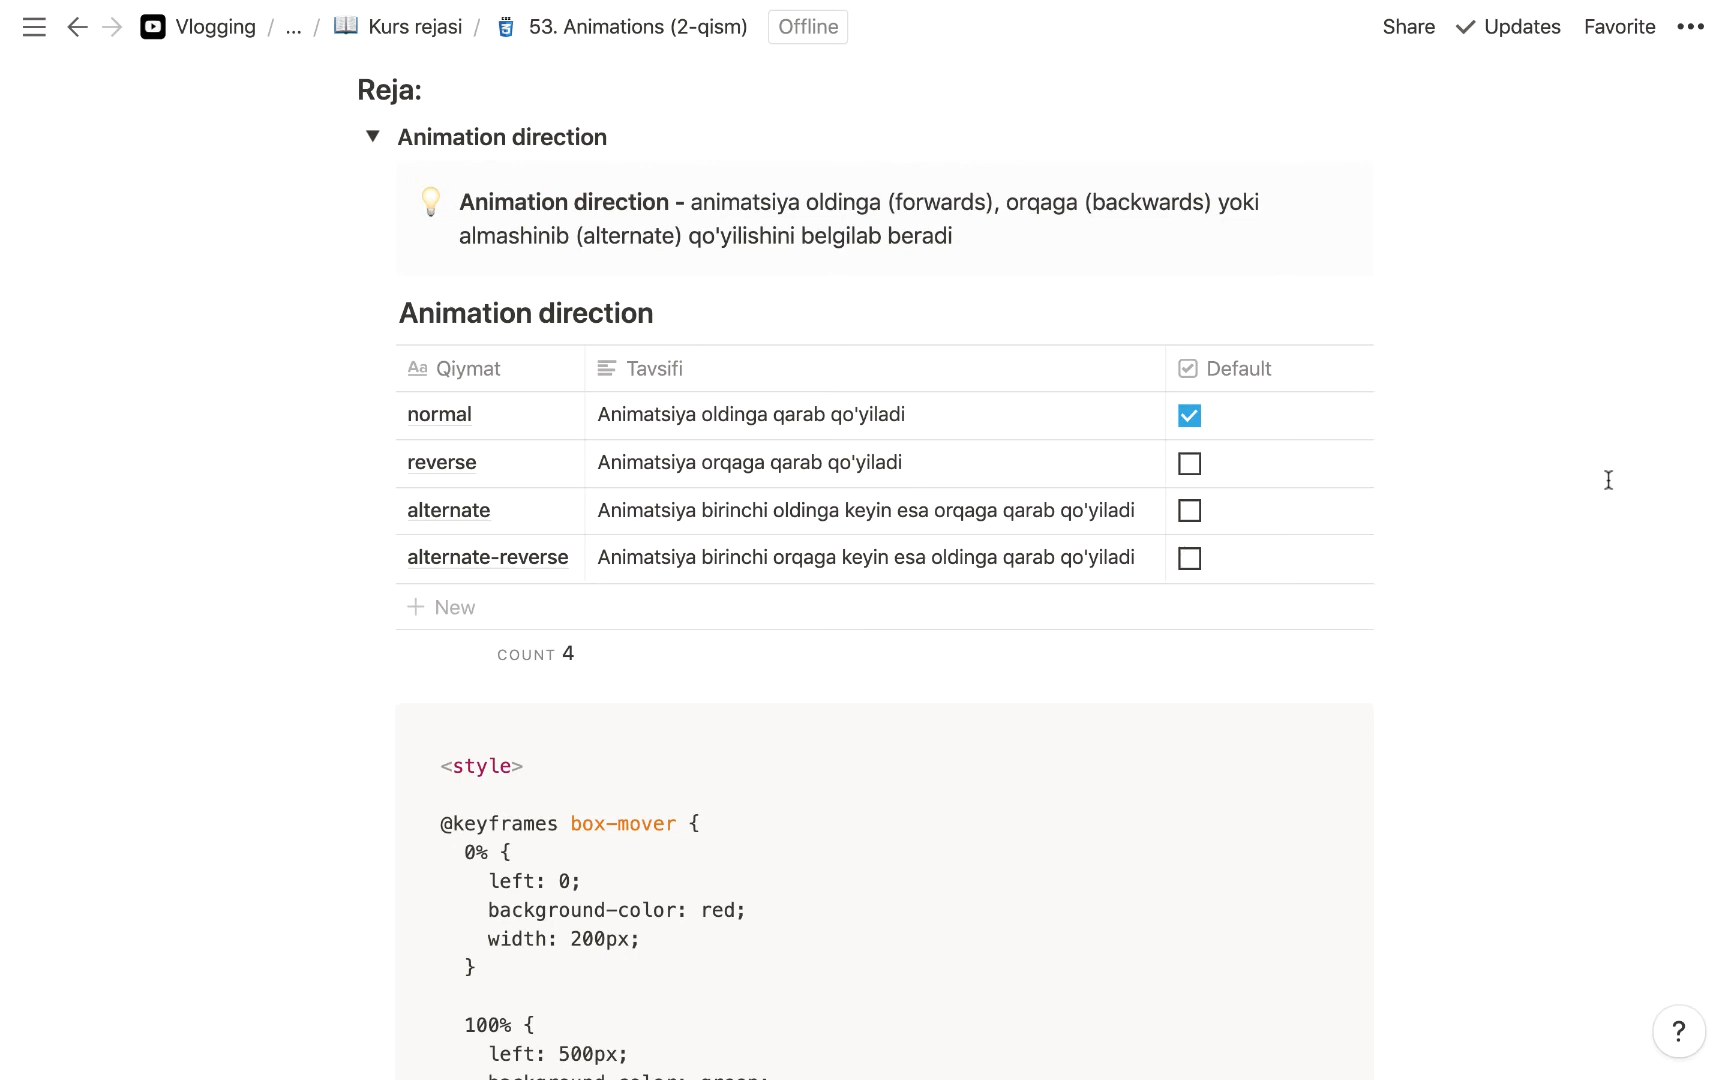 Vlogging / ... / Kurs rejasi / 53. Animations (2-qism) Offline Share Updates Favorite •••
Reja:
Animation direction
Animation direction - animatsiya oldinga (forwards), orqaga (backwards) yoki
almashinib (alternate) qo'yilishini belgilab beradi
Animation direction
Aa Qiymat Tavsifi Default
normal Animatsiya oldinga qarab qo'yiladi
reverse Animatsiya orqaga qarab qo'yiladi
alternate Animatsiya birinchi oldinga keyin esa orqaga qarab qo'yiladi
alternate-reverse Animatsiya birinchi orqaga keyin esa oldinga qarab qo'yiladi
+ New
COUNT 4
<style>
@keyframes box-mover {
0% {
left: 0;
background-color: red;
width: 200px;
}
100% {
left: 500px;
background-color: green;
?